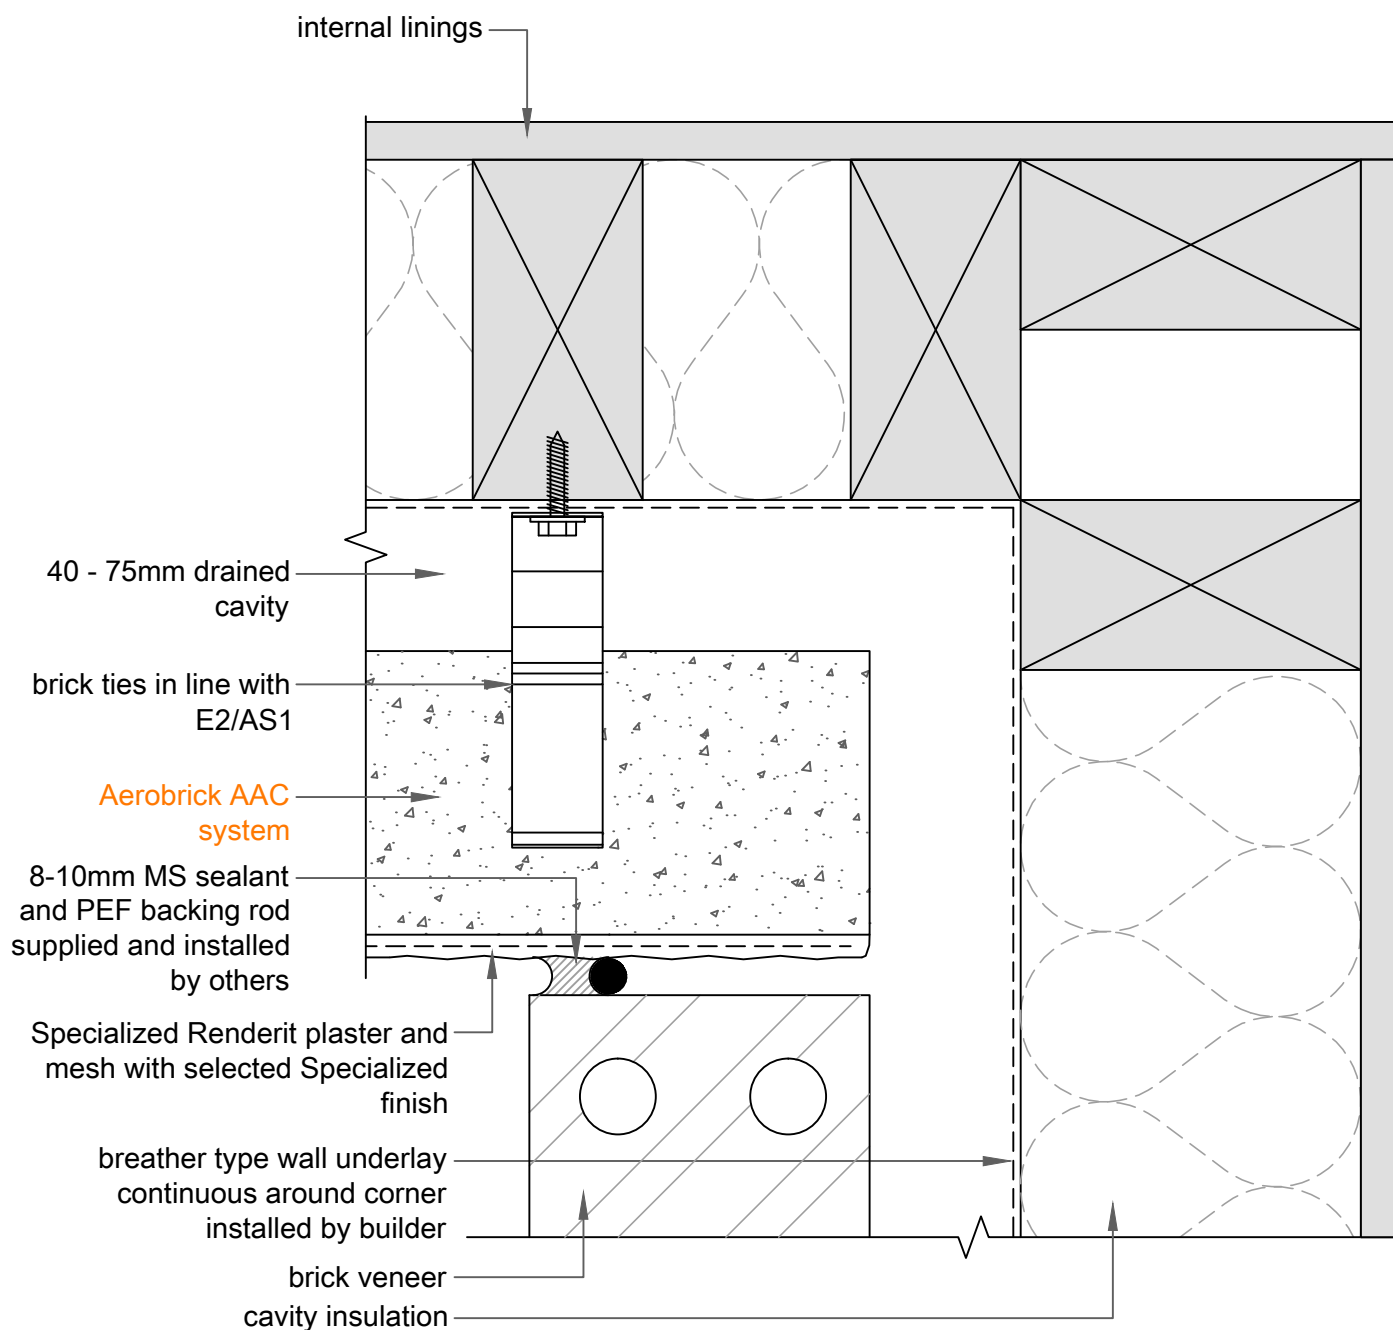 internal linings
40 - 75mm drained
cavity
brick ties in line with
E2/AS1
Aerobrick AAC
system
8-10mm MS sealant
and PEF backing rod
supplied and installed
by others
Specialized Renderit plaster and
mesh with selected Specialized
finish
breather type wall underlay
continuous around corner
installed by builder
brick veneer
cavity insulation